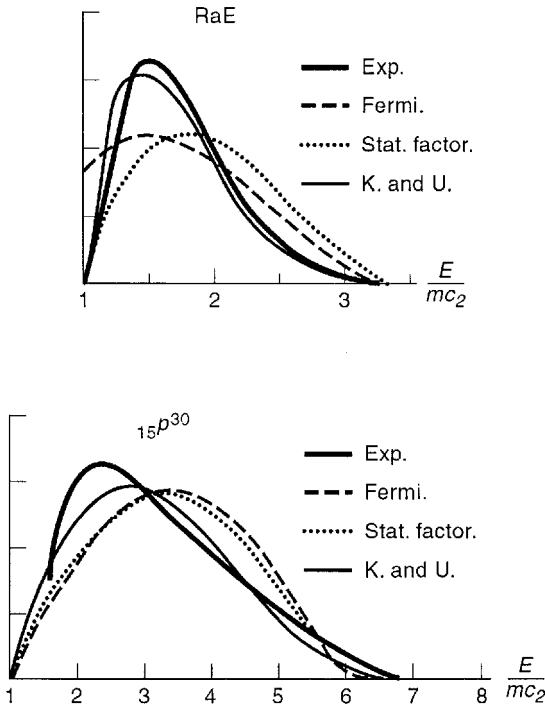 RaE
Exp.
Fermi.
Stat. factor.
K. and U.
1 2 3
E
mc2
15P30
Exp.
Fermi.
Stat. factor.
K. and U.
1 2 3 4 5 6 7 8
E
mc2